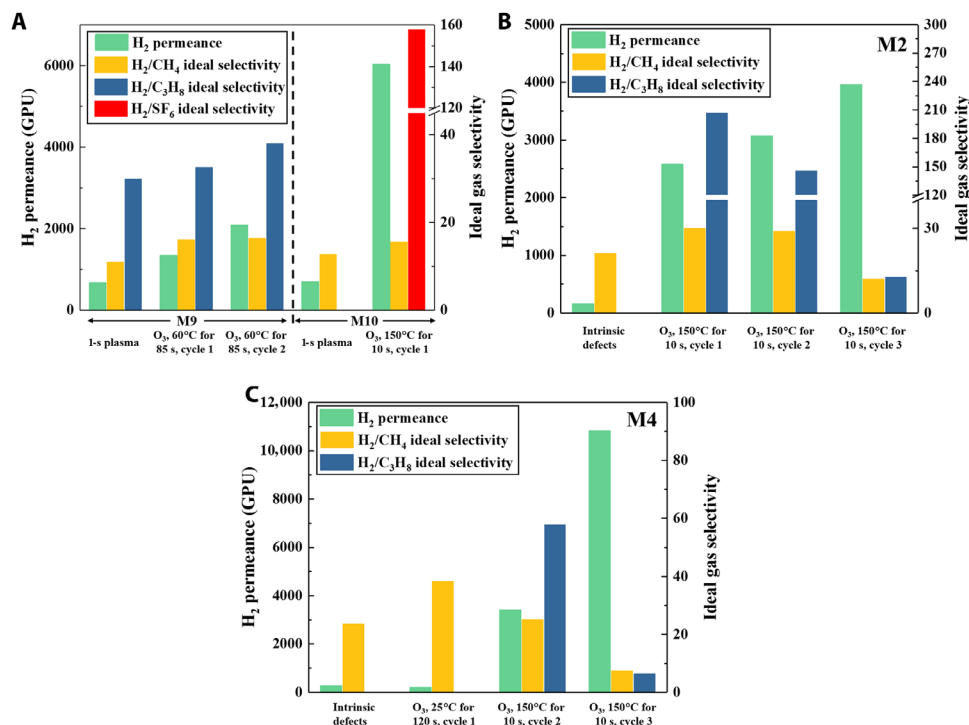 A
H2 permeance
H2/CH4 ideal selectivity
H2/C3H8 ideal selectivity
H2/SF6 ideal selectivity
H2 permeance (GPU)
6000
4000
2000
0
160
140
120
40
20
0
Ideal gas selectivity
M9
M10
1-s plasma
O3, 60°C for
85 s, cycle 1
O3, 60°C for
85 s, cycle 2
1-s plasma
O3, 150°C for
10 s, cycle 1
B
M2
H2 permeance
H2/CH4 ideal selectivity
H2/C3H8 ideal selectivity
H2 permeance (GPU)
5000
4000
3000
2000
1000
0
300
270
240
210
180
150
120
30
0
Ideal gas selectivity
Intrinsic
defects
O3, 150°C for
10 s, cycle 1
O3, 150°C for
10 s, cycle 2
O3, 150°C for
10 s, cycle 3
C
M4
H2 permeance
H2/CH4 ideal selectivity
H2/C3H8 ideal selectivity
H2 permeance (GPU)
12,000
10,000
8000
6000
4000
2000
0
100
80
60
40
20
0
Ideal gas selectivity
Intrinsic
defects
O3, 25°C for
120 s, cycle 1
O3, 150°C for
10 s, cycle 2
O3, 150°C for
10 s, cycle 3